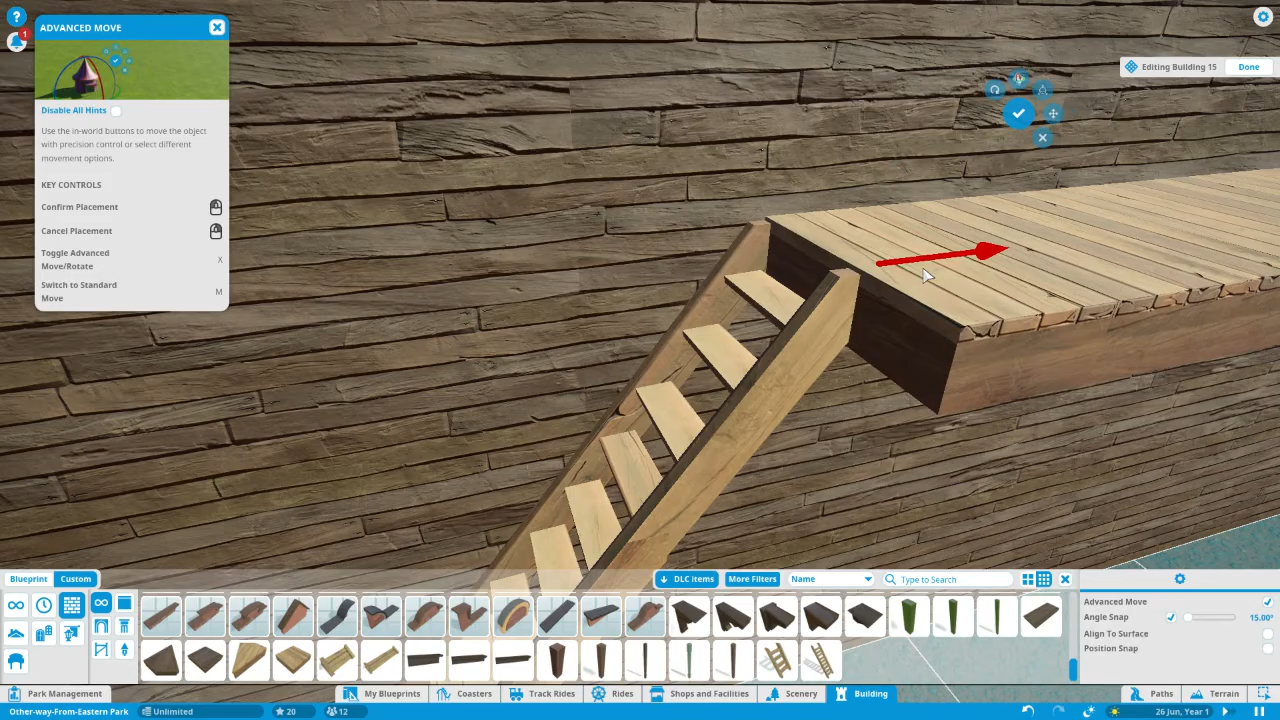 ?
1
ADVANCED MOVE
Disable All Hints
Use the in-world buttons to move the object
with precision control or select different
movement options.
KEY CONTROLS
Confirm Placement
Cancel Placement
Toggle Advanced
Move/Rotate
X
Switch to Standard
Move
M
Editing Building 15
Done
Blueprint
Custom
DLC items
More Filters
Name
Type to Search
Advanced Move
Angle Snap
15.00°
Align To Surface
Position Snap
Park Management
My Blueprints
Coasters
Track Rides
Rides
Shops and Facilities
Scenery
Building
Paths
Terrain
Other-way-From-Eastern Park
Unlimited
20
12
26 Jun, Year 1